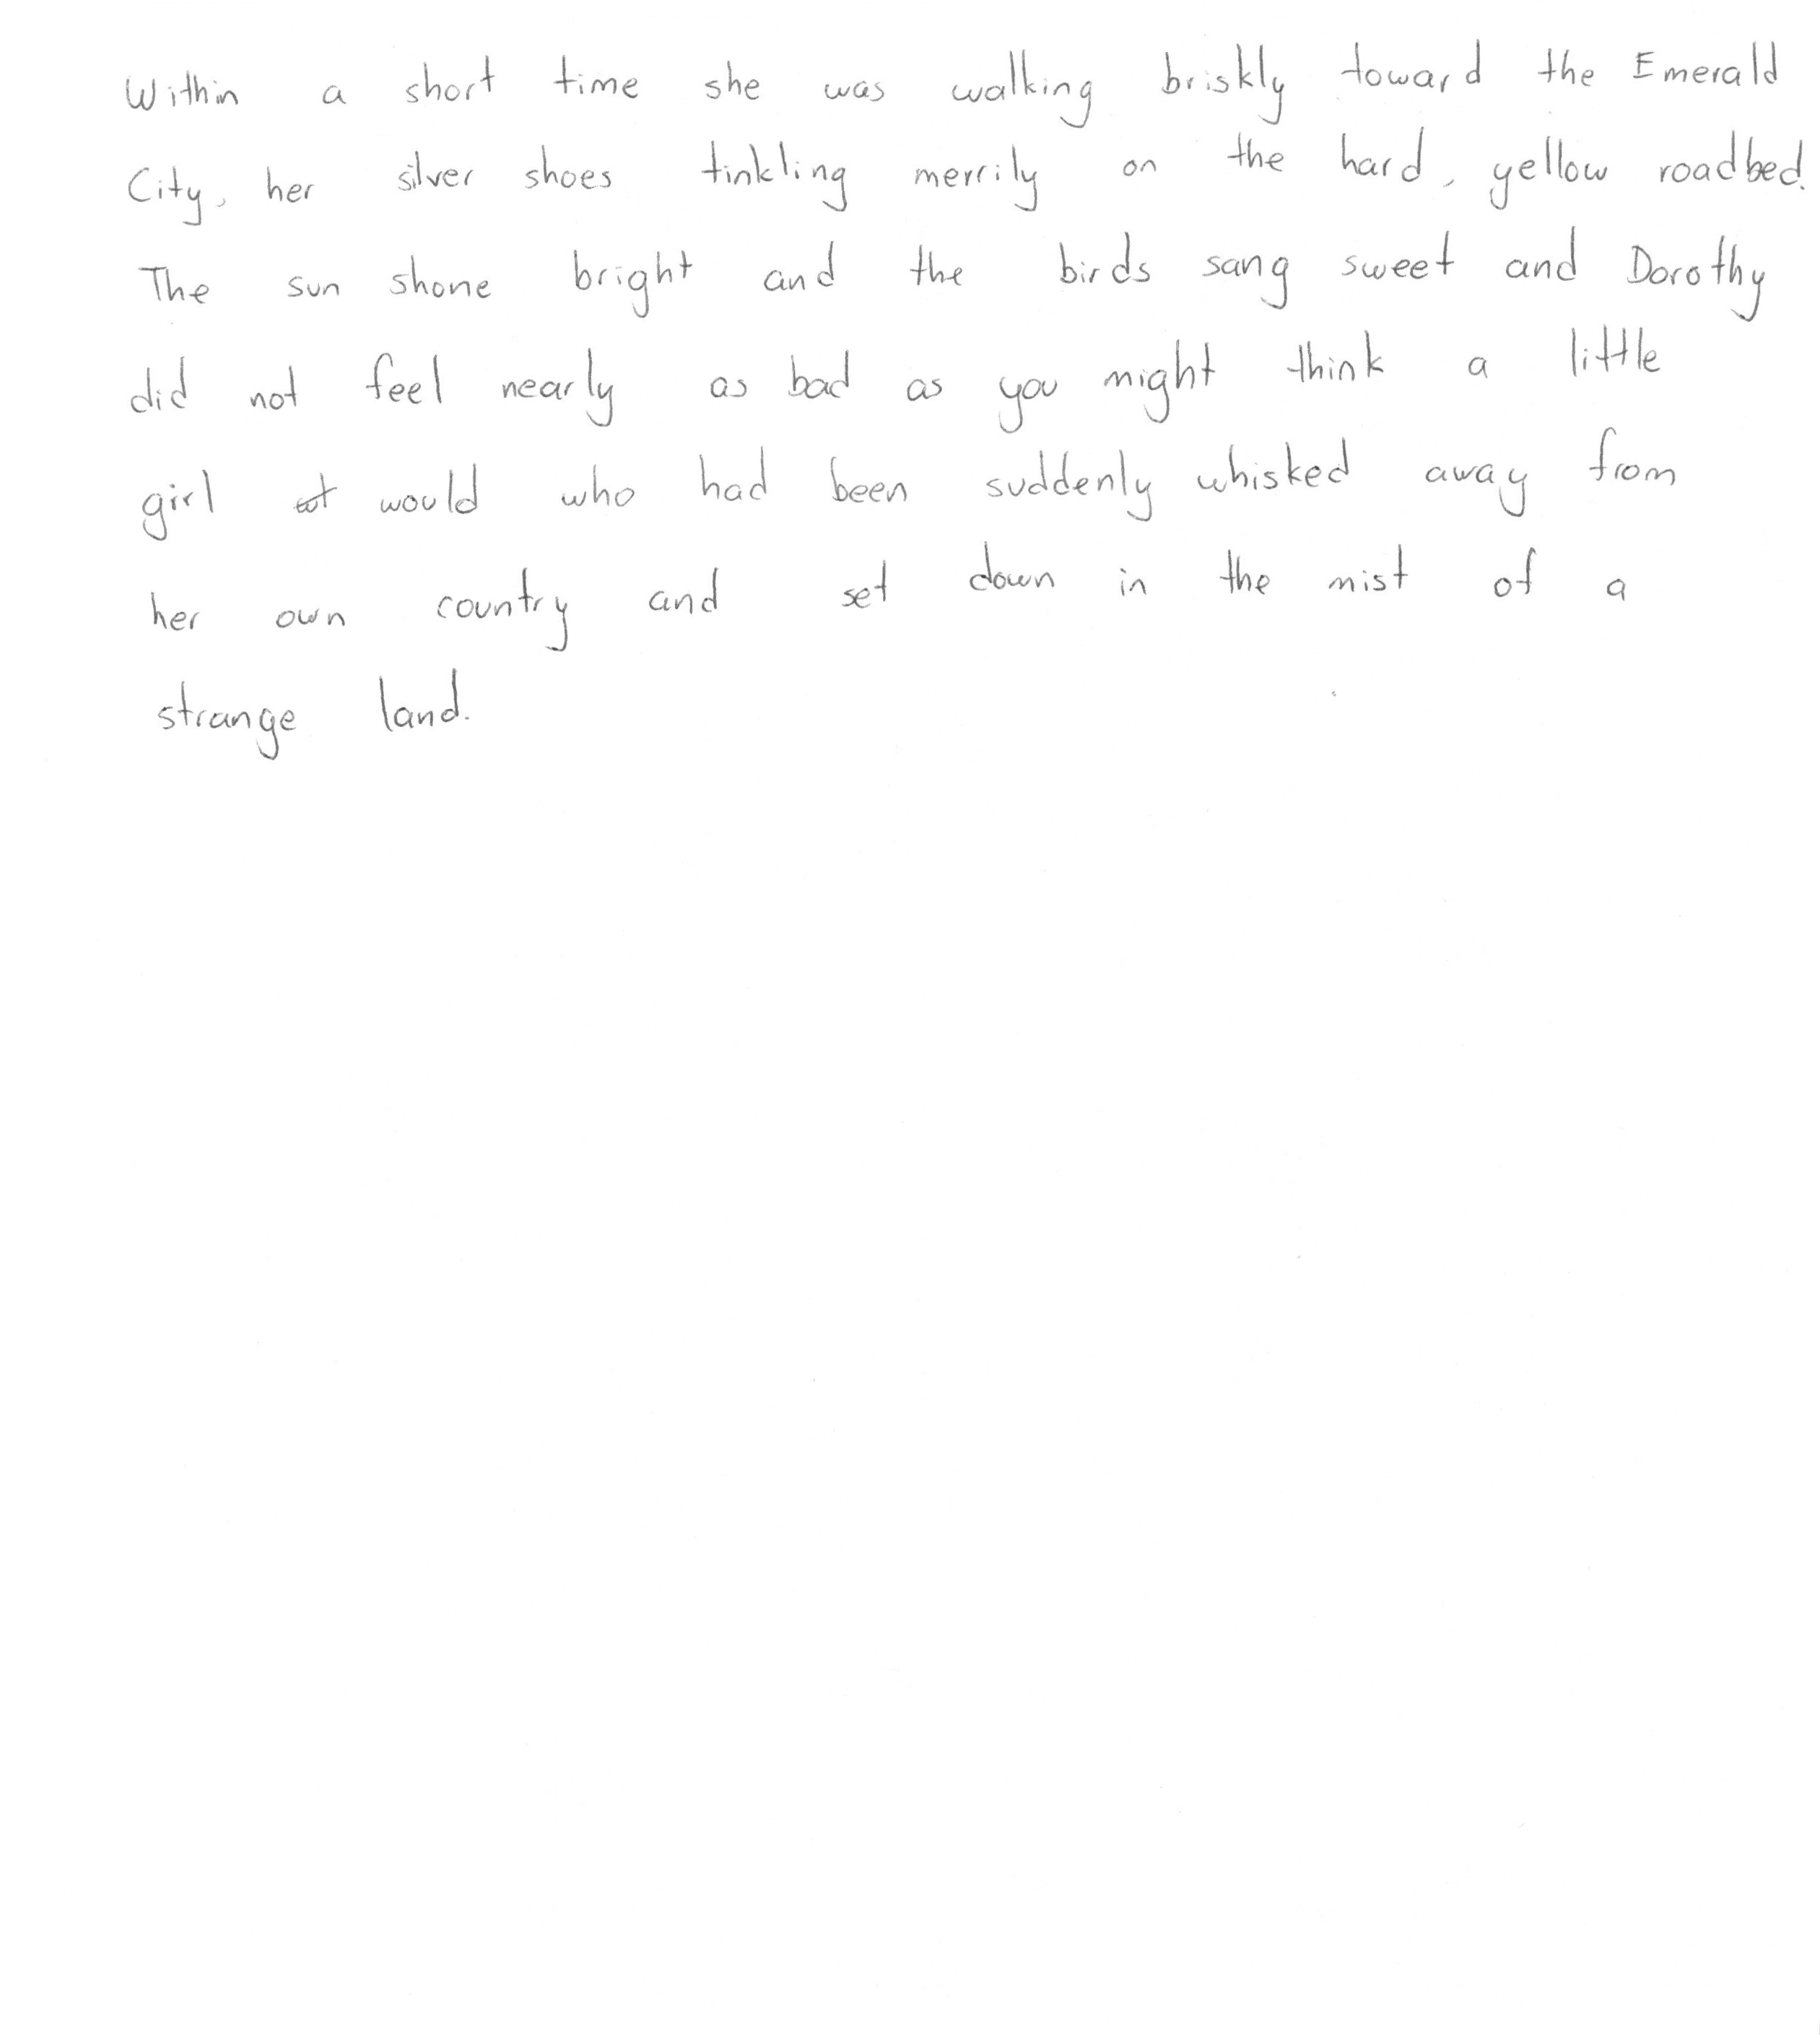 Within a short time she was walking briskly toward the Emerald
City, her silver shoes tinkling merrily on the hard, yellow roadbed.
The sun shone bright and the birds sang sweet and Dorothy
did not feel nearly as bad as you might think a little
girl would who had been suddenly whisked away from
her own country and set down in the mist of a
strange land.